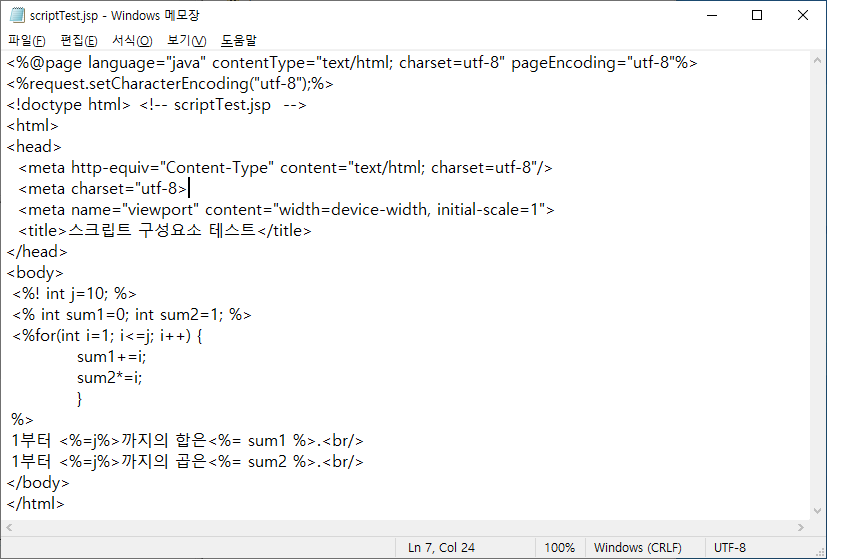 scriptTest.jsp - Windows 메모장
파일(F) 편집(E) 서식(O) 보기(V) 도움말
<%@page language="java" contentType="text/html; charset=utf-8" pageEncoding="utf-8"%>
<%request.setCharacterEncoding("utf-8");%>
<!doctype html> <!-- scriptTest.jsp  -->
<html>
<head>
  <meta http-equiv="Content-Type" content="text/html; charset=utf-8"/>
  <meta charset="utf-8>
  <meta name="viewport" content="width=device-width, initial-scale=1">
  <title>스크립트 구성요소 테스트</title>
</head>
<body>
 <%! int j=10; %>
 <% int sum1=0; int sum2=1; %>
 <%for(int i=1; i<=j; i++) {
            sum1+=i;
            sum2*=i;
            }
 %>
 1부터 <%=j%>까지의 합은<%= sum1 %>.<br/>
 1부터 <%=j%>까지의 곱은<%= sum2 %>.<br/>
</body>
</html>
Ln 7, Col 24 100% Windows (CRLF) UTF-8